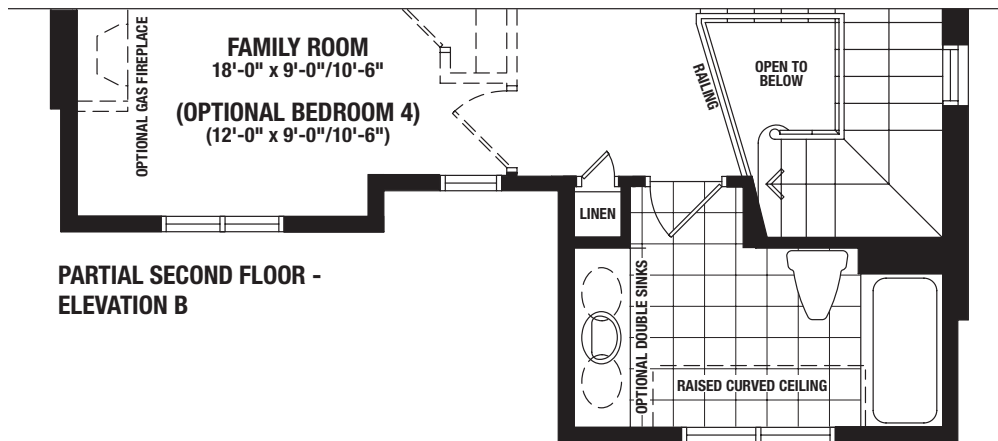 OPTIONAL GAS FIREPLACE
FAMILY ROOM
18'-0" x 9'-0"/10'-6"
(OPTIONAL BEDROOM 4)
(12'-0" x 9'-0"/10'-6")
RAILING
OPEN TO
BELOW
LINEN
PARTIAL SECOND FLOOR -
ELEVATION B
OPTIONAL DOUBLE SINKS
RAISED CURVED CEILING